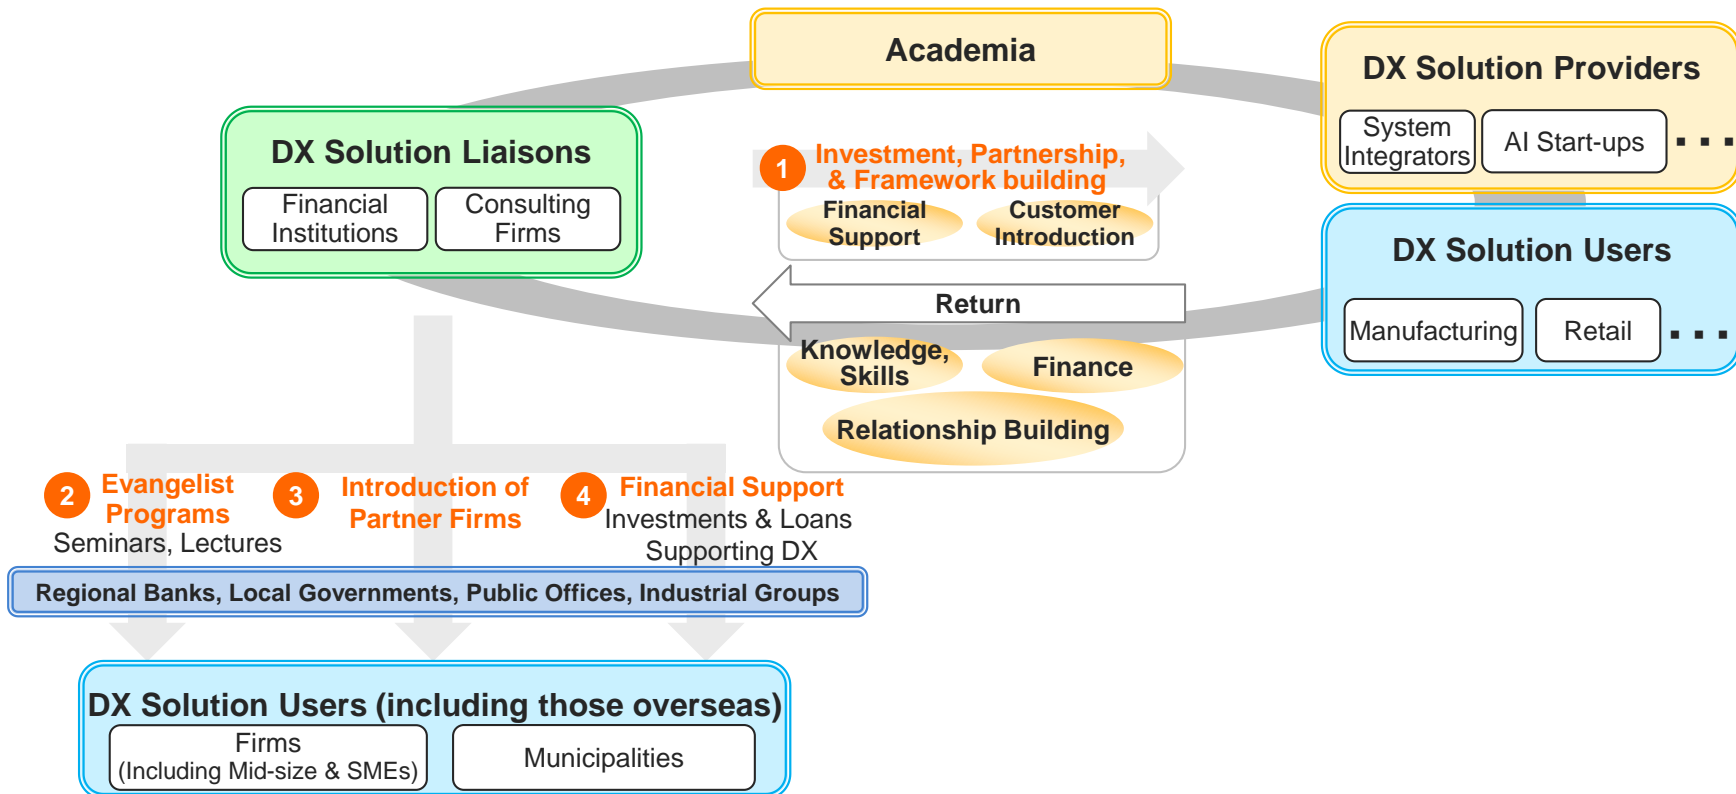 Academia
DX Solution Providers
System
Integrators
AI Start-ups
...
DX Solution Liaisons
Financial
Institutions
Consulting
Firms
1
Investment, Partnership,
& Framework building
Financial
Support
Customer
Introduction
DX Solution Users
Manufacturing
Retail
...
Return
Knowledge,
Skills
Finance
Relationship Building
2
Evangelist
Programs
Seminars, Lectures
3
Introduction of
Partner Firms
4
Financial Support
Investments & Loans
Supporting DX
Regional Banks, Local Governments, Public Offices, Industrial Groups
DX Solution Users (including those overseas)
Firms
(Including Mid-size & SMEs)
Municipalities